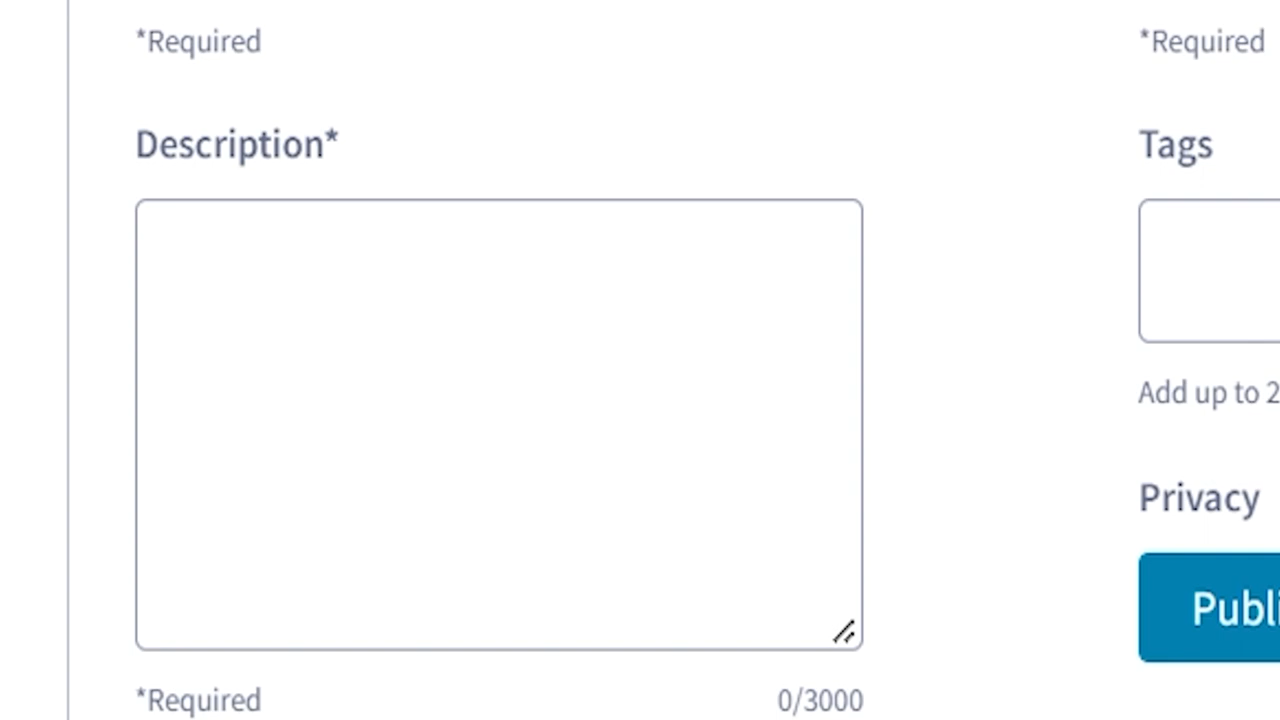 *Required
Description*
*Required
0/3000
*Required
Tags
Add up to 2
Privacy
Publi